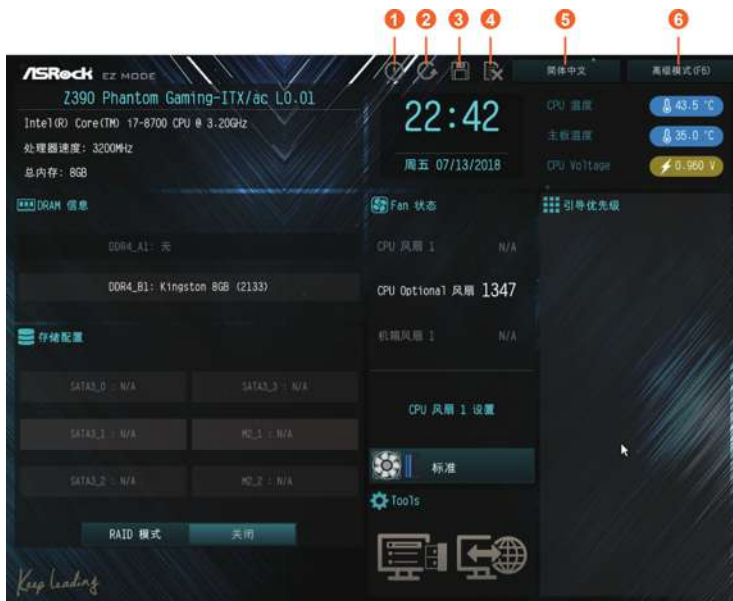 1 2 3 4 5 6
ASRock EZ MODE
简体中文
高级模式(F6)
Z390 Phantom Gaming-ITX/ac L0.01
Intel(R) Core(TM) i7-8700 CPU @ 3.20GHz
处理器速度: 3200MHz
总内存: 8GB
22:42
周五 07/13/2018
CPU 温度 43.5 °C
主板温度 35.0 °C
CPU Voltage 0.960 V
DRAM 信息
DDR4_A1: 无
DDR4_B1: Kingston 8GB (2133)
存储配置
SATA3_0 : N/A
SATA3_3 : N/A
SATA3_1 : N/A
M2_1 : N/A
SATA3_2 : N/A
M2_2 : N/A
RAID 模式
关闭
Fan 状态
CPU 风扇 1 N/A
CPU Optional 风扇 1347
机箱风扇 1 N/A
CPU 风扇 1 设置
标准
Tools
引导优先级
Keep Leading